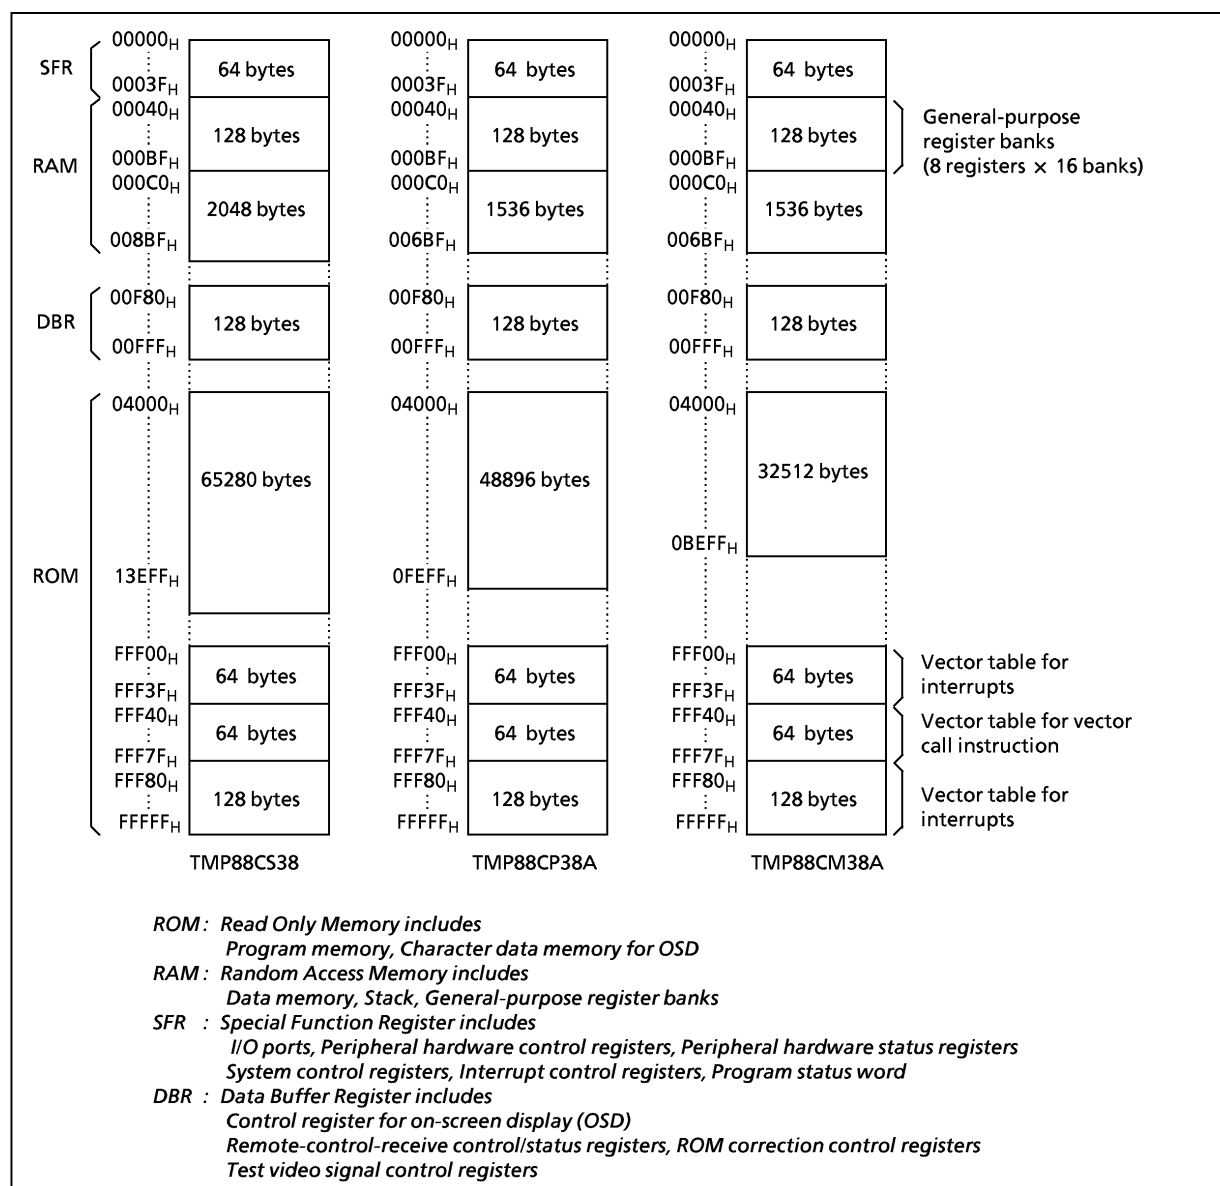 00000H 00000H 00000H
SFR 64 bytes 64 bytes 64 bytes
0003FH 0003FH 0003FH
00040H 00040H 00040H
General-purpose
128 bytes 128 bytes 128 bytes
register banks
RAM 000BFH 000BFH 000BFH
(8 registers × 16 banks)
000C0H 000C0H 000C0H
2048 bytes 1536 bytes 1536 bytes
008BFH 006BFH 006BFH
00F80H 00F80H 00F80H
DBR 128 bytes 128 bytes 128 bytes
00FFFH 00FFFH 00FFFH
04000H 04000H 04000H
65280 bytes 48896 bytes 32512 bytes
0BEFFH
ROM 13EFFH 0FEFFH
FFF00H FFF00H FFF00H
Vector table for
64 bytes 64 bytes 64 bytes
interrupts
FFF3FH FFF3FH FFF3FH
FFF40H FFF40H FFF40H
Vector table for vector
64 bytes 64 bytes 64 bytes
call instruction
FFF7FH FFF7FH FFF7FH
FFF80H FFF80H FFF80H
Vector table for
128 bytes 128 bytes 128 bytes
interrupts
FFFFFH FFFFFH FFFFFH
TMP88CS38 TMP88CP38A TMP88CM38A
ROM : Read Only Memory includes
Program memory, Character data memory for OSD
RAM : Random Access Memory includes
Data memory, Stack, General-purpose register banks
SFR : Special Function Register includes
I/O ports, Peripheral hardware control registers, Peripheral hardware status registers
System control registers, Interrupt control registers, Program status word
DBR : Data Buffer Register includes
Control register for on-screen display (OSD)
Remote-control-receive control/status registers, ROM correction control registers
Test video signal control registers